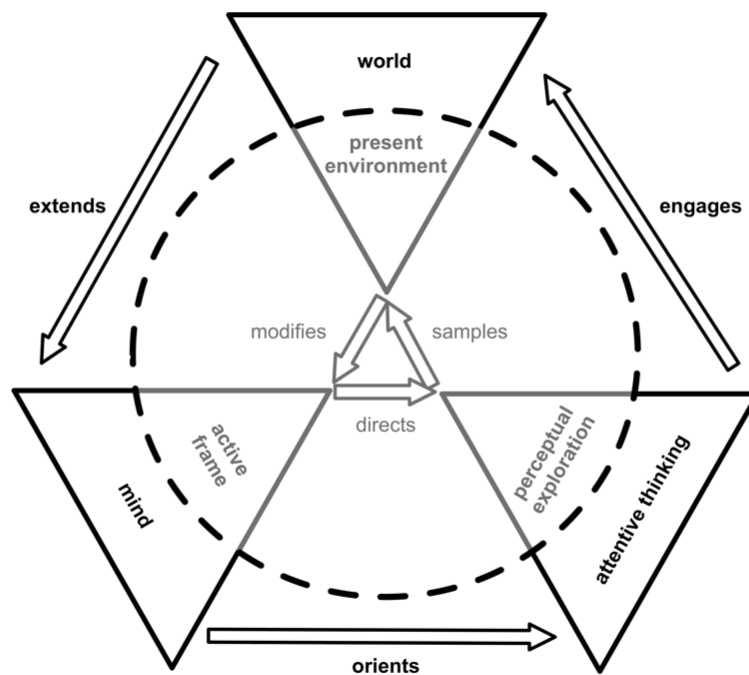 world
present
environment
extends
engages
modifies
samples
directs
active
frame
mind
perceptual
exploration
attentive thinking
orients